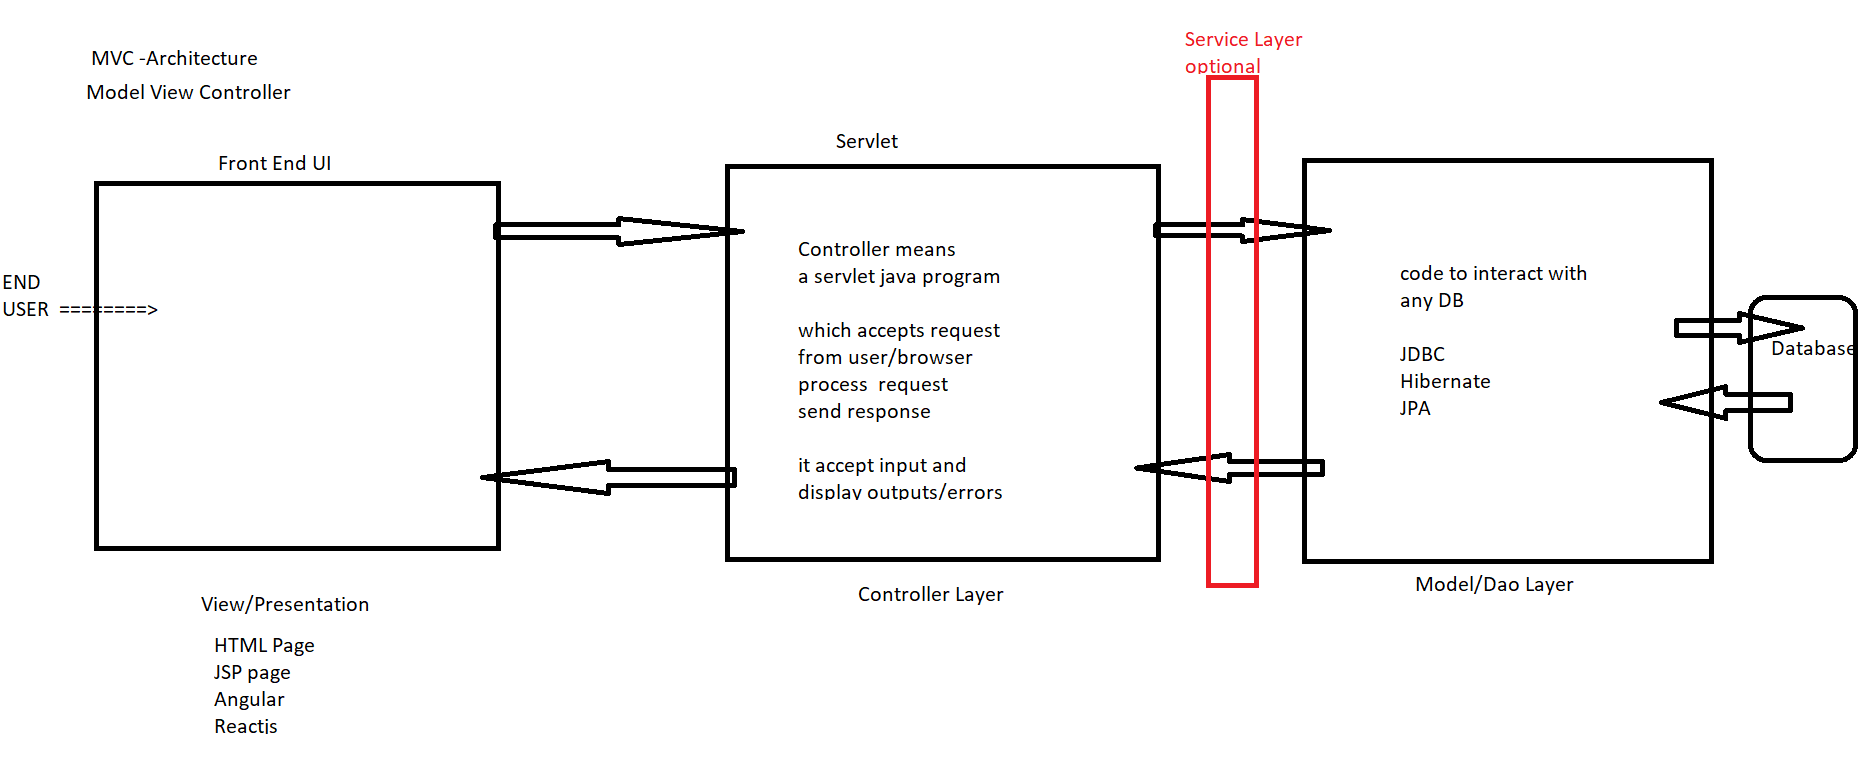 MVC -Architecture
Model View Controller
Service Layer
optional
Front End UI
Servlet
END
USER ========>
Controller means
a servlet java program
which accepts request
from user/browser
process  request
send response
it accept input and
display outputs/errors
code to interact with
any DB
JDBC
Hibernate
JPA
Database
View/Presentation
HTML Page
JSP page
Angular
Reactjs
Controller Layer
Model/Dao Layer